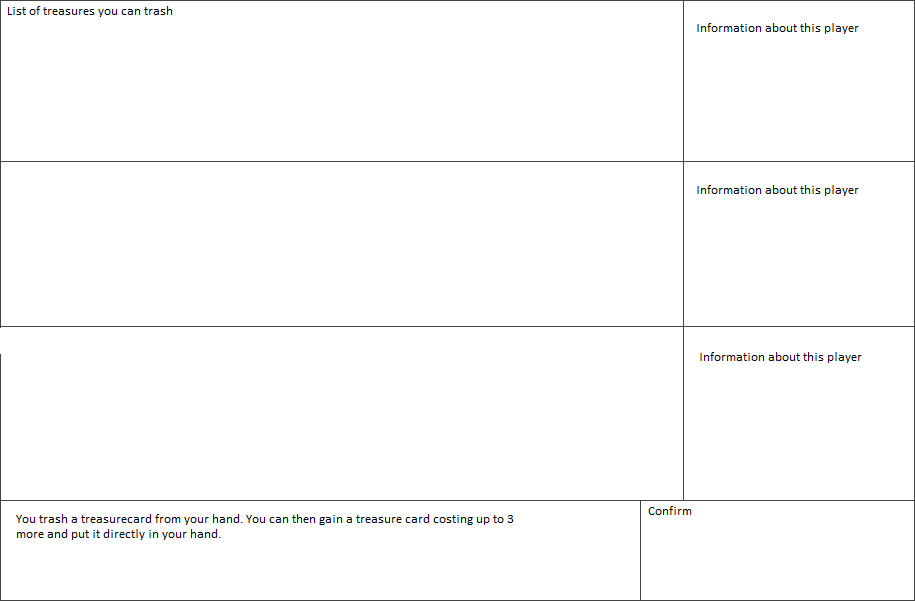 List of treasures you can trash
Information about this player
Information about this player
Information about this player
You trash a treasurecard from your hand. You can then gain a treasure card costing up to 3
more and put it directly in your hand.
Confirm